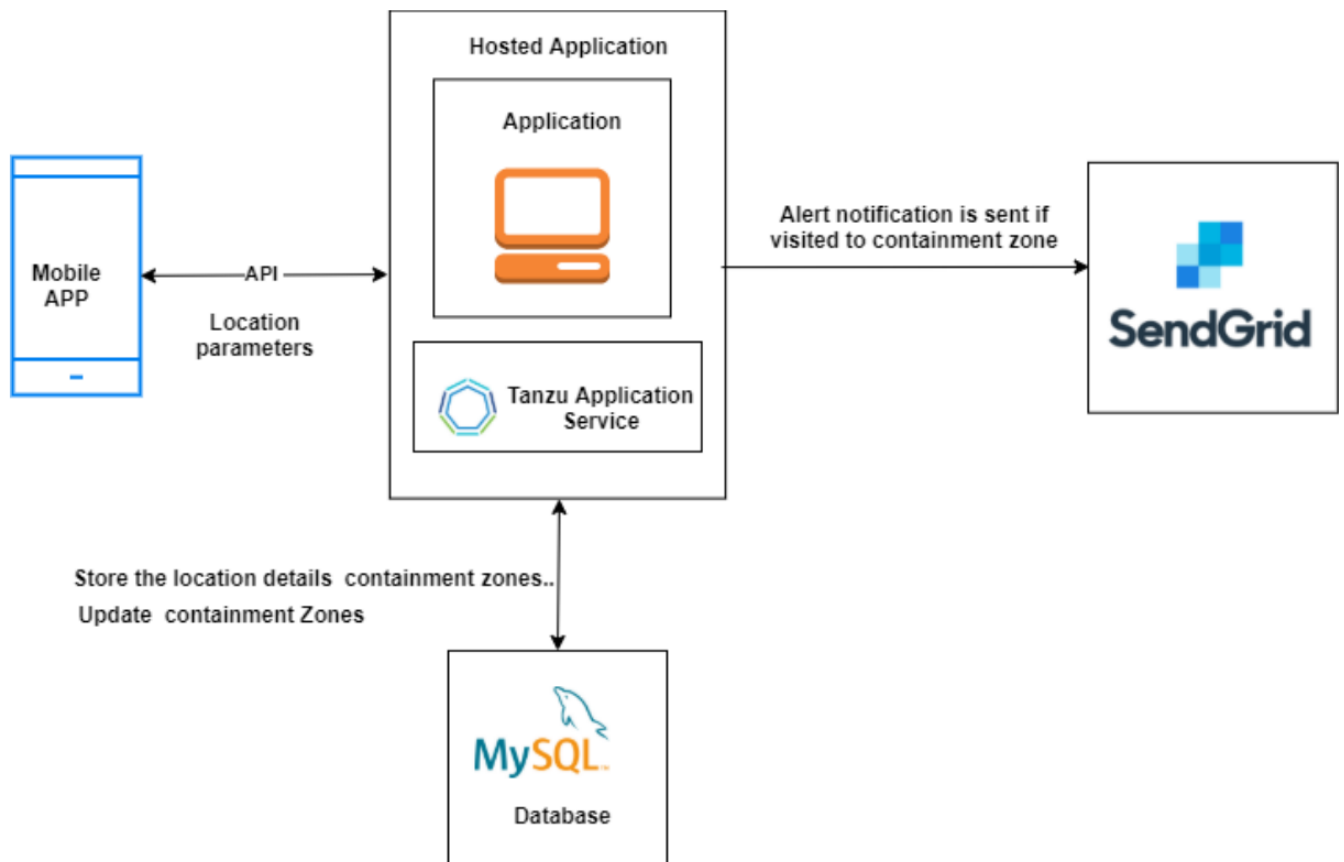 Hosted Application
Application
Mobile
APP
API
Location
parameters
Tanzu Application
Service
Alert notification is sent if
visited to containment zone
SendGrid
Store the location details  containment zones..
Update  containment Zones
MySQL™
Database